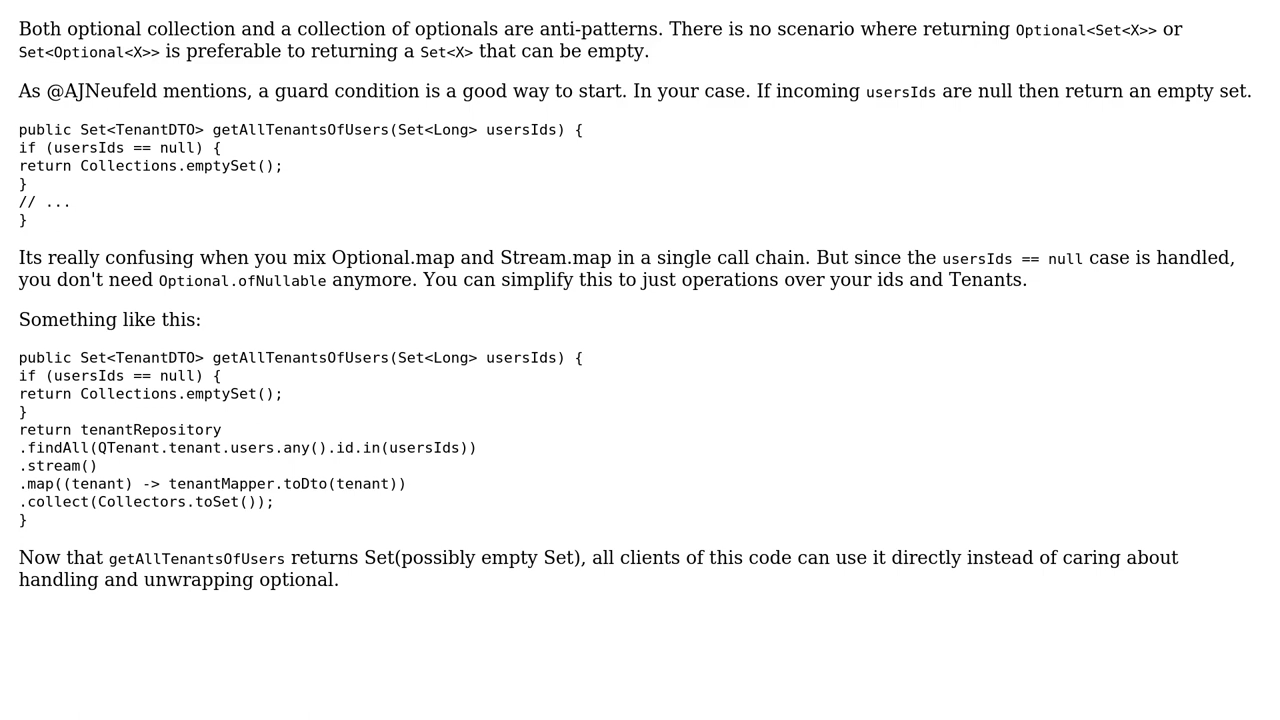 Both optional collection and a collection of optionals are anti-patterns. There is no scenario where returning Optional<Set<X>> or
Set<Optional<X>> is preferable to returning a Set<X> that can be empty.
As @AJNeufeld mentions, a guard condition is a good way to start. In your case. If incoming usersIds are null then return an empty set.
public Set<TenantDTO> getAllTenantsOfUsers(Set<Long> usersIds) {
if (usersIds == null) {
return Collections.emptySet();
}
// ...
}
Its really confusing when you mix Optional.map and Stream.map in a single call chain. But since the usersIds == null case is handled,
you don't need Optional.ofNullable anymore. You can simplify this to just operations over your ids and Tenants.
Something like this:
public Set<TenantDTO> getAllTenantsOfUsers(Set<Long> usersIds) {
if (usersIds == null) {
return Collections.emptySet();
}
return tenantRepository
.findAll(QTenant.tenant.users.any().id.in(usersIds))
.stream()
.map((tenant) -> tenantMapper.toDto(tenant))
.collect(Collectors.toSet());
}
Now that getAllTenantsOfUsers returns Set(possibly empty Set), all clients of this code can use it directly instead of caring about
handling and unwrapping optional.